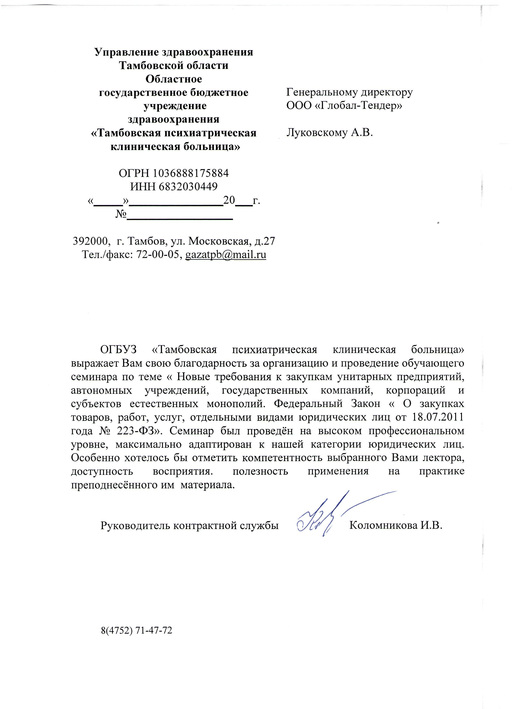 Управление здравоохранения
Тамбовской области
Областное
государственное бюджетное
учреждение
здравоохранения
«Тамбовская психиатрическая
клиническая больница»
ОГРН 1036888175884
ИНН 6832030449
«_____»________________20___г.
№__________________
392000, г. Тамбов, ул. Московская, д.27
Тел./факс: 72-00-05, gazatpb@mail.ru
Генеральному директору
ООО «Глобал-Тендер»
Луковскому А.В.
ОГБУЗ «Тамбовская психиатрическая клиническая больница»
выражает Вам свою благодарность за организацию и проведение обучающего
семинара по теме « Новые требования к закупкам унитарных предприятий,
автономных учреждений, государственных компаний, корпораций и
субъектов естественных монополий. Федеральный Закон « О закупках
товаров, работ, услуг, отдельными видами юридических лиц от 18.07.2011
года № 223-ФЗ». Семинар был проведён на высоком профессиональном
уровне, максимально адаптирован к нашей категории юридических лиц.
Особенно хотелось бы отметить компетентность выбранного Вами лектора,
доступность восприятия. полезность применения на практике
преподнесённого им материала.
Руководитель контрактной службы Коломникова И.В.
8(4752) 71-47-72